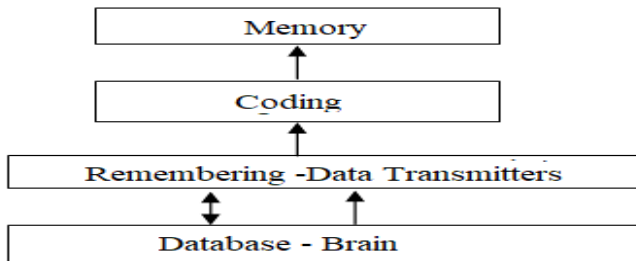 Memory
Coding
Remembering -Data Transmitters
Database - Brain